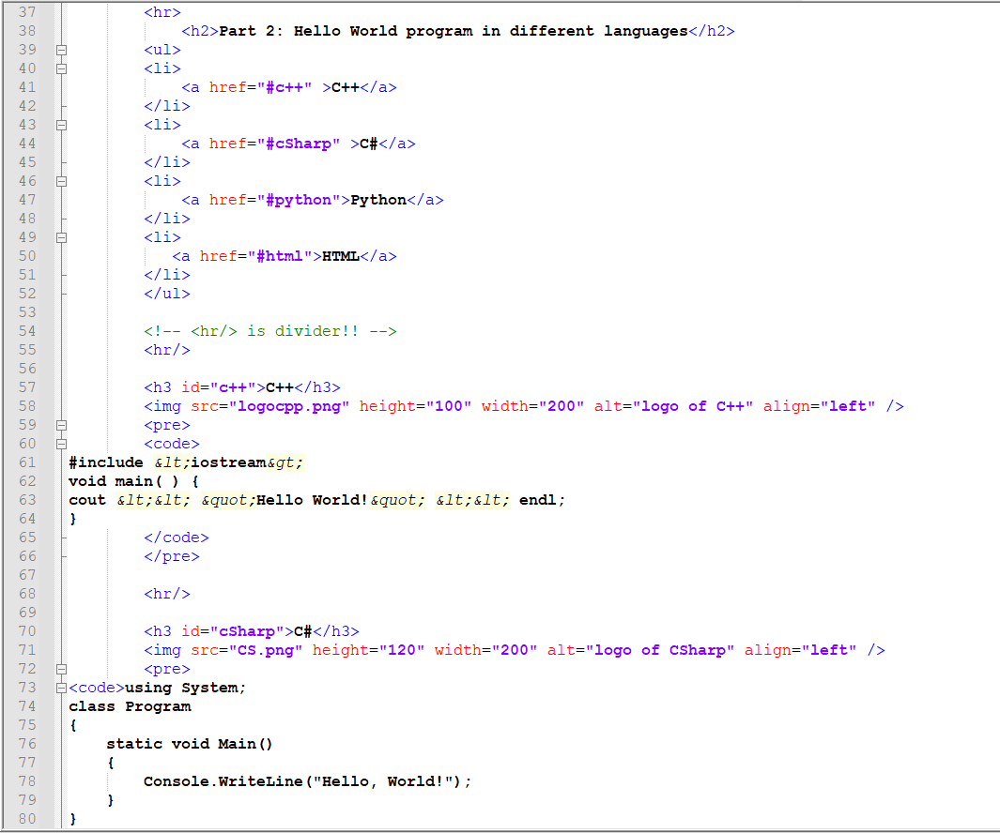 37 <hr>
38 <h2>Part 2: Hello World program in different languages</h2>
39 <ul>
40 <li>
41 <a href="#c++" >C++</a>
42 </li>
43 <li>
44 <a href="#cSharp" >C#</a>
45 </li>
46 <li>
47 <a href="#python">Python</a>
48 </li>
49 <li>
50 <a href="#html">HTML</a>
51 </li>
52 </ul>
53
54 <!-- <hr/> is divider!! -->
55 <hr/>
56
57 <h3 id="c++">C++</h3>
58 <img src="logocpp.png" height="100" width="200" alt="logo of C++" align="left" />
59 <pre>
60 <code>
61 #include &lt;iostream&gt;
62 void main( ) {
63 cout &lt;&lt; &quot;Hello World!&quot; &lt;&lt; endl;
64 }
65 </code>
66 </pre>
67
68 <hr/>
69
70 <h3 id="cSharp">C#</h3>
71 <img src="CS.png" height="120" width="200" alt="logo of CSharp" align="left" />
72 <pre>
73 <code>using System;
74 class Program
75 {
76 static void Main()
77 {
78 Console.WriteLine("Hello, World!");
79 }
80 }